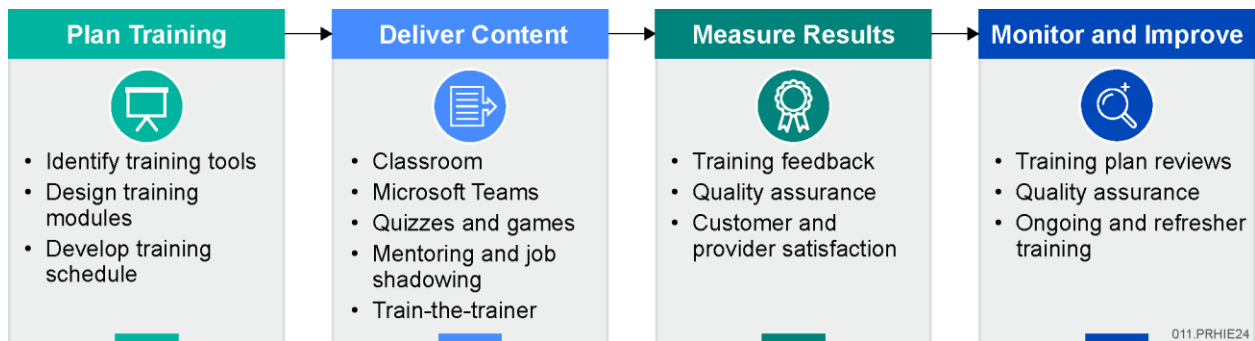 Plan Training
• Identify training tools
• Design training
modules
• Develop training
schedule
Deliver Content
• Classroom
• Microsoft Teams
• Quizzes and games
• Mentoring and job
shadowing
• Train-the-trainer
Measure Results
• Training feedback
• Quality assurance
• Customer and
provider satisfaction
Monitor and Improve
• Training plan reviews
• Quality assurance
• Ongoing and refresher
training
011.PRHIE24